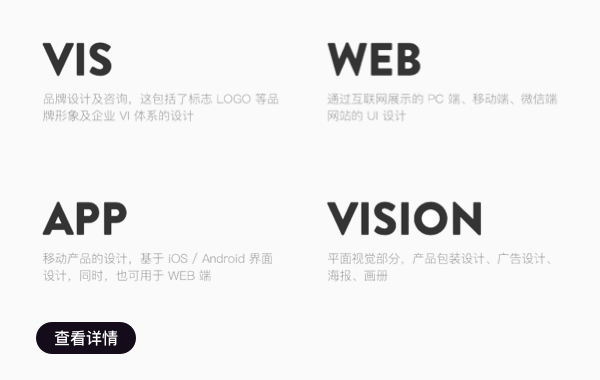 VIS
品牌设计及咨询，这包括了标志 LOGO 等品
牌形象及企业 VI 体系的设计
WEB
通过互联网展示的 PC 端、移动端、微信端
网站的 UI 设计
APP
移动产品的设计，基于 iOS / Android 界面
设计，同时，也可用于 WEB 端
VISION
平面视觉部分，产品包装设计、广告设计、
海报、画册
查看详情